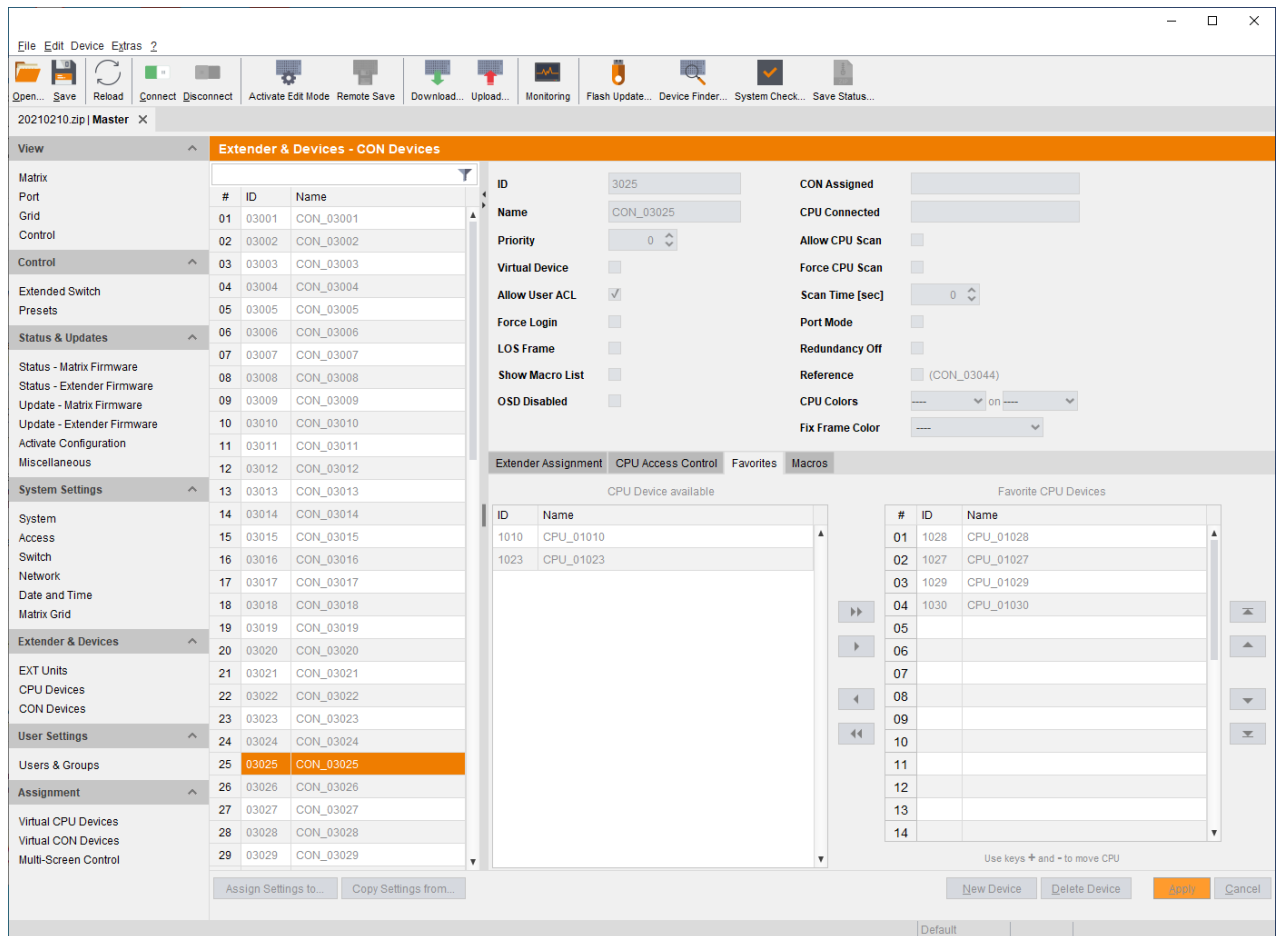 File Edit Device Extras ?
Open... Save Reload Connect Disconnect Activate Edit Mode Remote Save Download... Upload... Monitoring Flash Update... Device Finder... System Check... Save Status...
20210210.zip | Master
View
Matrix
Port
Grid
Control
Control
Extended Switch
Presets
Status & Updates
Status - Matrix Firmware
Status - Extender Firmware
Update - Matrix Firmware
Update - Extender Firmware
Activate Configuration
Miscellaneous
System Settings
System
Access
Switch
Network
Date and Time
Matrix Grid
Extender & Devices
EXT Units
CPU Devices
CON Devices
User Settings
Users & Groups
Assignment
Virtual CPU Devices
Virtual CON Devices
Multi-Screen Control
Extender & Devices - CON Devices
# ID Name
01 03001 CON_03001
02 03002 CON_03002
03 03003 CON_03003
04 03004 CON_03004
05 03005 CON_03005
06 03006 CON_03006
07 03007 CON_03007
08 03008 CON_03008
09 03009 CON_03009
10 03010 CON_03010
11 03011 CON_03011
12 03012 CON_03012
13 03013 CON_03013
14 03014 CON_03014
15 03015 CON_03015
16 03016 CON_03016
17 03017 CON_03017
18 03018 CON_03018
19 03019 CON_03019
20 03020 CON_03020
21 03021 CON_03021
22 03022 CON_03022
23 03023 CON_03023
24 03024 CON_03024
25 03025 CON_03025
26 03026 CON_03026
27 03027 CON_03027
28 03028 CON_03028
29 03029 CON_03029
Assign Settings to... Copy Settings from...
ID 3025
Name CON_03025
Priority 0
Virtual Device
Allow User ACL
Force Login
LOS Frame
Show Macro List
OSD Disabled
CON Assigned
CPU Connected
Allow CPU Scan
Force CPU Scan
Scan Time [sec] 0
Port Mode
Redundancy Off
Reference (CON_03044)
CPU Colors ---- on ----
Fix Frame Color ----
Extender Assignment CPU Access Control Favorites Macros
CPU Device available
ID Name
1010 CPU_01010
1023 CPU_01023
Favorite CPU Devices
# ID Name
01 1028 CPU_01028
02 1027 CPU_01027
03 1029 CPU_01029
04 1030 CPU_01030
05
06
07
08
09
10
11
12
13
14
Use keys + and - to move CPU
New Device Delete Device Apply Cancel
Default